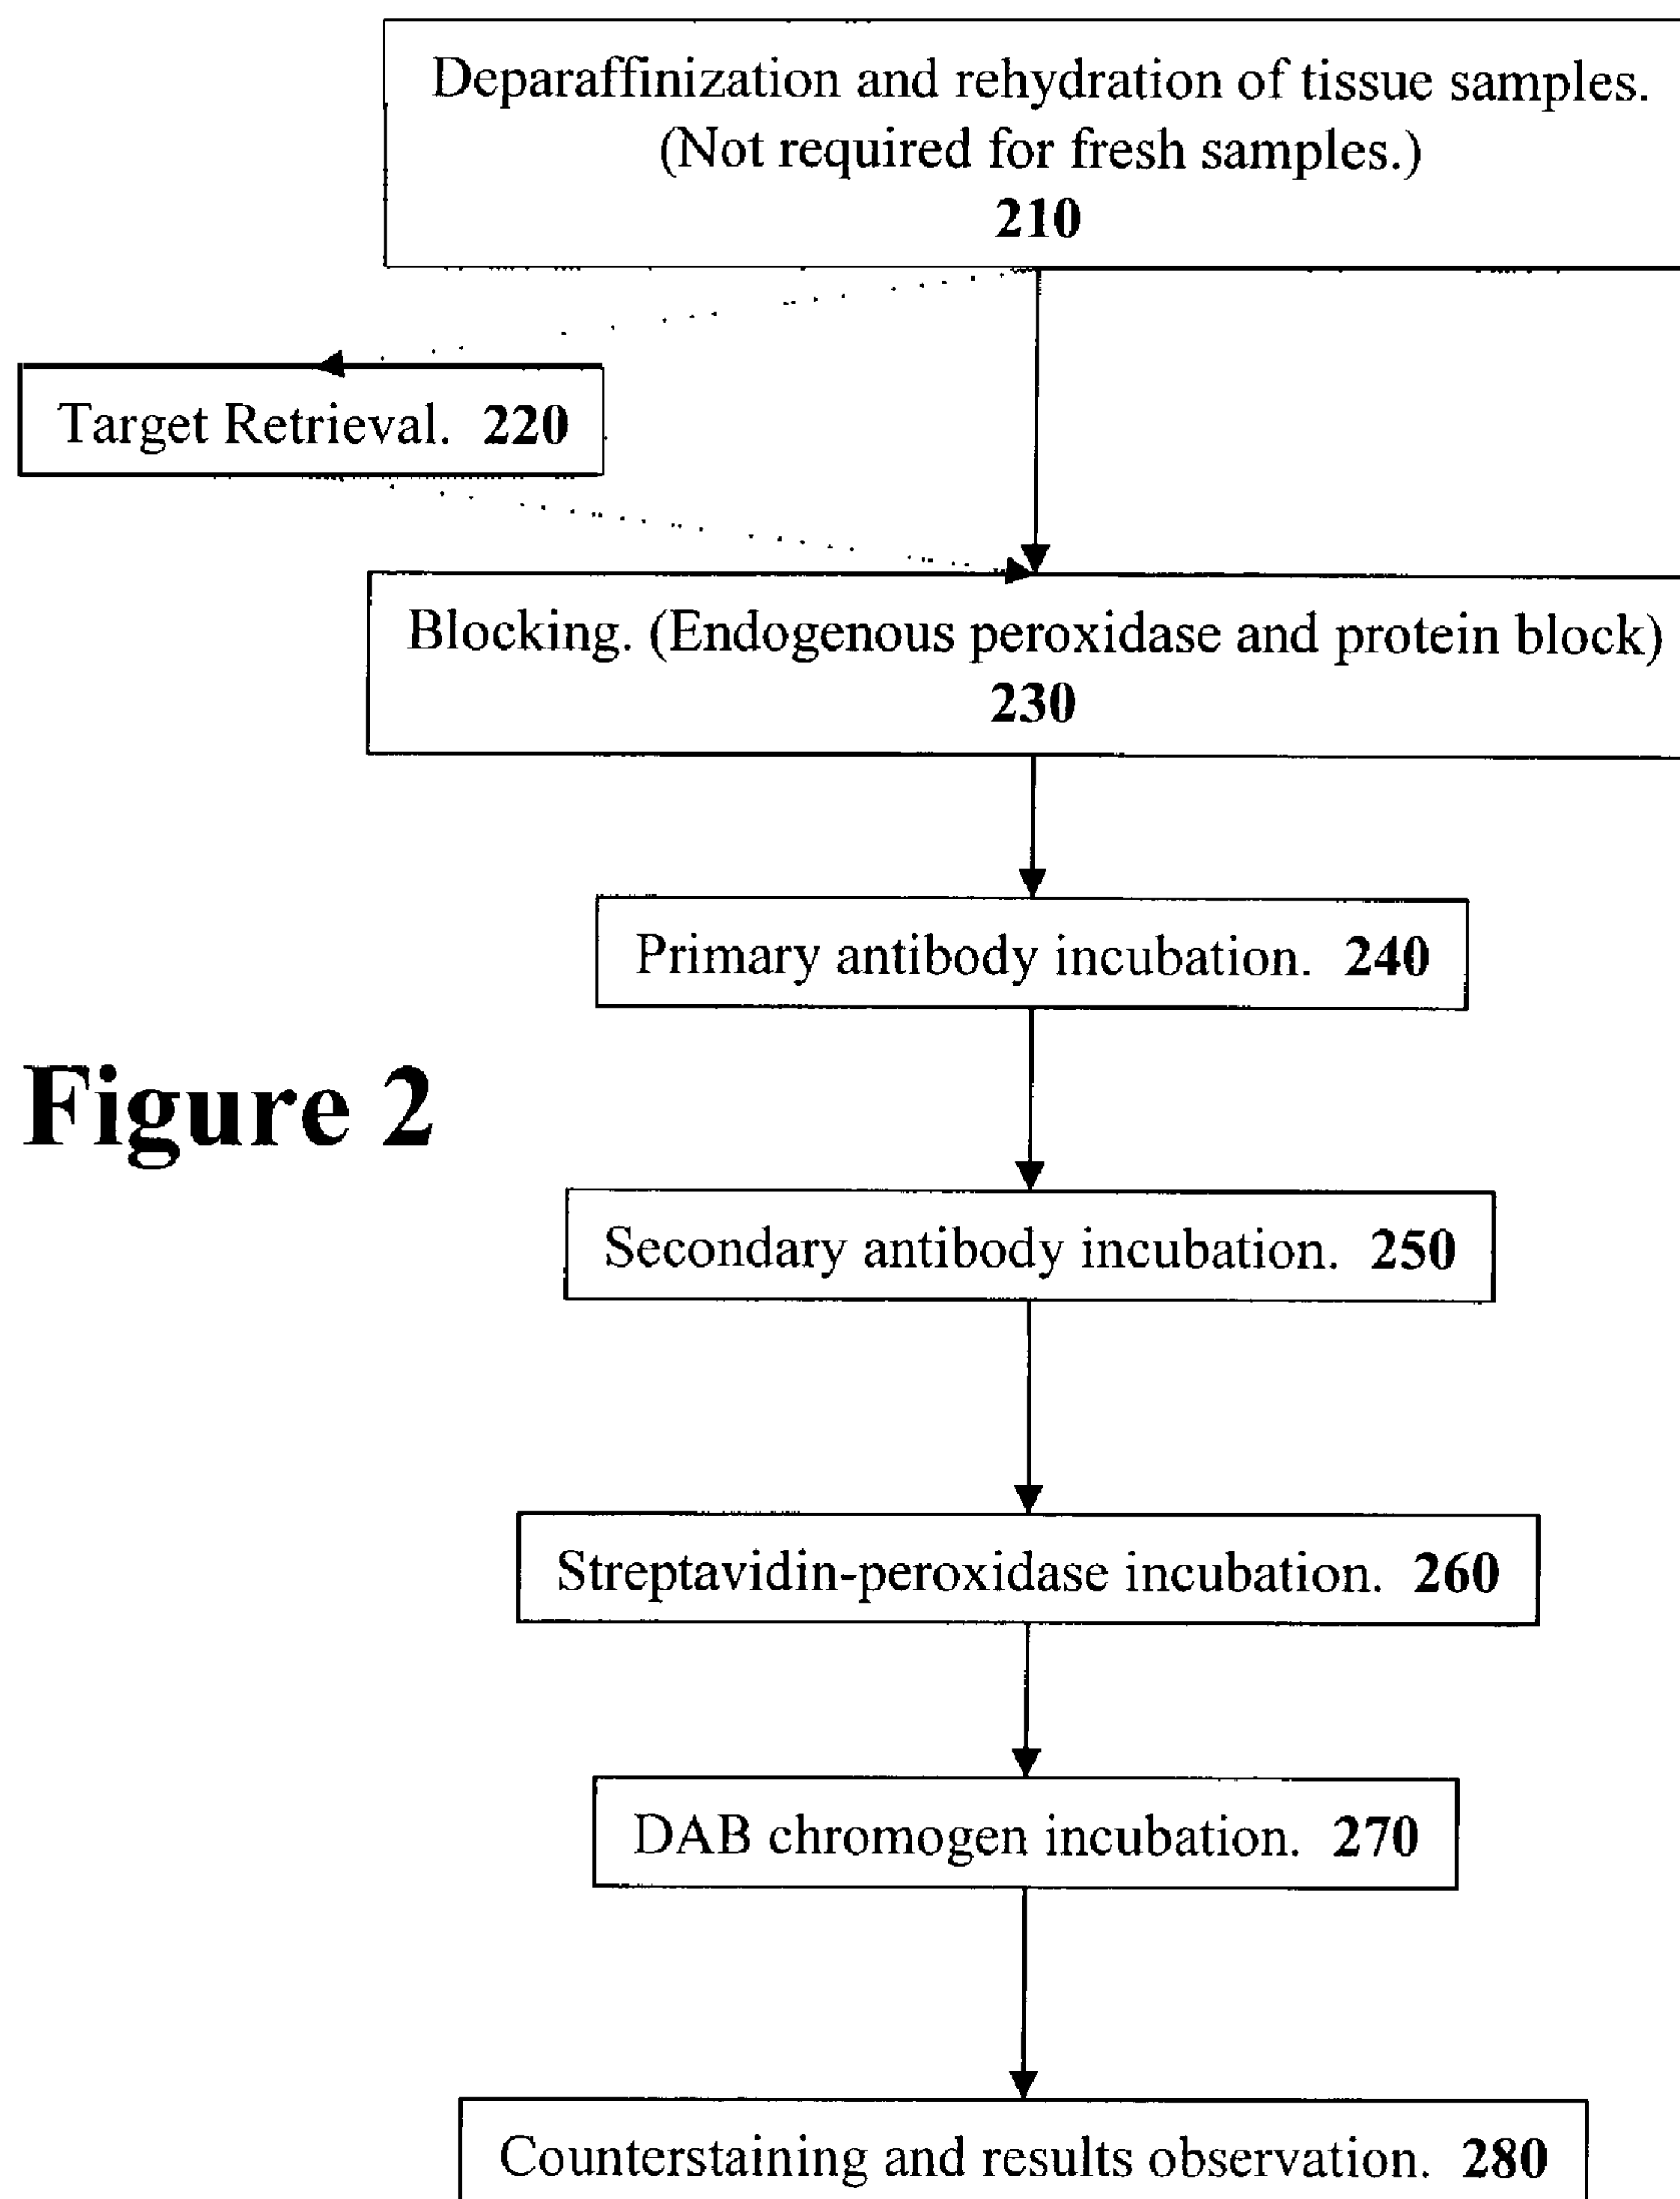 Deparaffinization and rehydration of tissue samples.
(Not required for fresh samples.)
210
Target Retrieval. 220
Blocking. (Endogenous peroxidase and protein block)
230
Primary antibody incubation. 240
Figure 2
Secondary antibody incubation. 250
Streptavidin-peroxidase incubation. 260
DAB chromogen incubation. 270
Counterstaining and results observation. 280